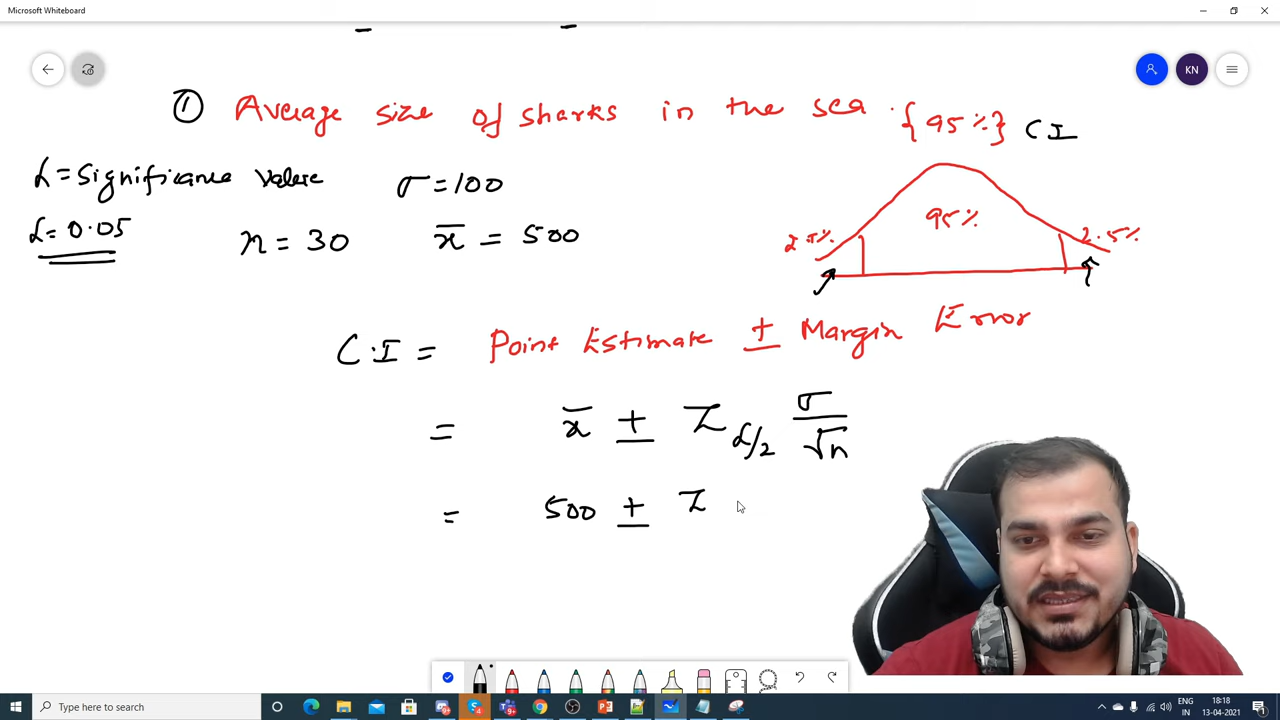 Microsoft Whiteboard
KN
① Average size of sharks in the sea . {95%} C I
α = Significance Value σ = 100
α = 0.05 n = 30 x̅ = 500
95%
2.5% 2.5%
C.I = Point Estimate ± Margin Error
= x̅ ± Z α/2 σ/√n
= 500 ± Z
Type here to search
ENG
IN
18:18
13-04-2021